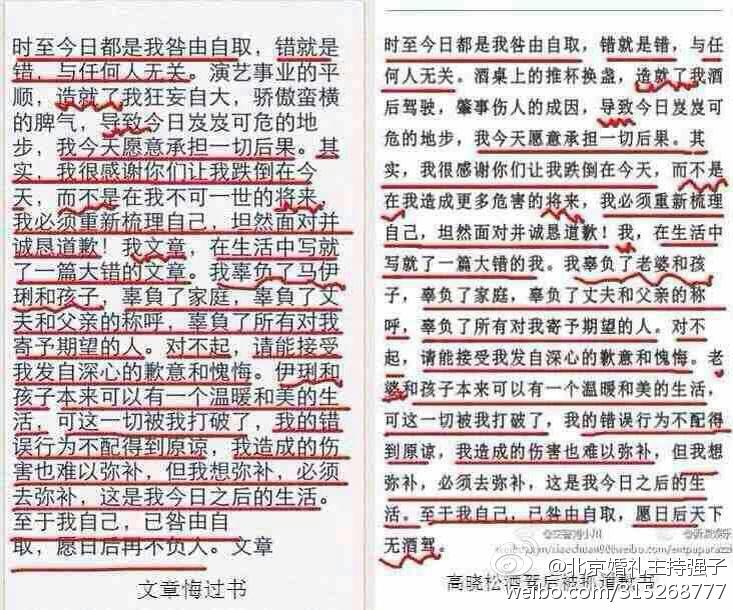 时至今日都是我咎由自取，错就是
错，与任何人无关。演艺事业的平
顺，造就了我狂妄自大，骄傲蛮横
的脾气，导致今日岌岌可危的地
步，我今天愿意承担一切后果。其
实，我很感谢你们让我跌倒在今
天，而不是在我不可一世的将来，
我必须重新梳理自己，坦然面对并
诚恳道歉！我文章，在生活中写就
了一篇大错的文章。我辜负了马伊
琍和孩子，辜負了家庭，辜負了丈
夫和父亲的称呼，辜負了所有对我
寄予期望的人。对不起，请能接受
我发自深心的歉意和愧悔。伊琍和
孩子本来可以有一个温暖和美的生
活，可这一切被我打破了，我的错
误行为不配得到原谅，我造成的伤
害也难以弥补，但我想弥补，必须
去弥补，这是我今日之后的生活。
至于我自己，已咎由自
取，愿日后再不负人。文章
文章悔过书
时至今日都是我咎由自取，错就是错，与任
何人无关。酒桌上的推杯换盏，造就了我酒
后驾驶，肇事伤人的成因，导致今日岌岌可
危的地步，我今天愿意承担一切后果。其
实，我很感谢你们让我跌倒在今天，而不是
在我造成更多危害的将来，我必须重新梳理
自己，坦然面对并诚恳道歉！我，在生活中
写就了一篇大错的我。我辜负了老婆和孩
子，辜负了家庭，辜负了丈夫和父亲的称
呼，辜负了所有对我寄予期望的人。对不
起，请能接受我发自深心的歉意和愧悔。老
婆和孩子本来可以有一个温暖和美的生活，
可这一切被我打破了，我的错误行为不配得
到原谅，我造成的伤害也难以弥补，但我想
弥补，必须去弥补，这是我今日之后的生
活。至于我自己，已咎由自取，愿日后天下
无酒驾。
高晓松酒驾后被抓道歉书
@北京婚礼主持强子
weibo.com/315268777